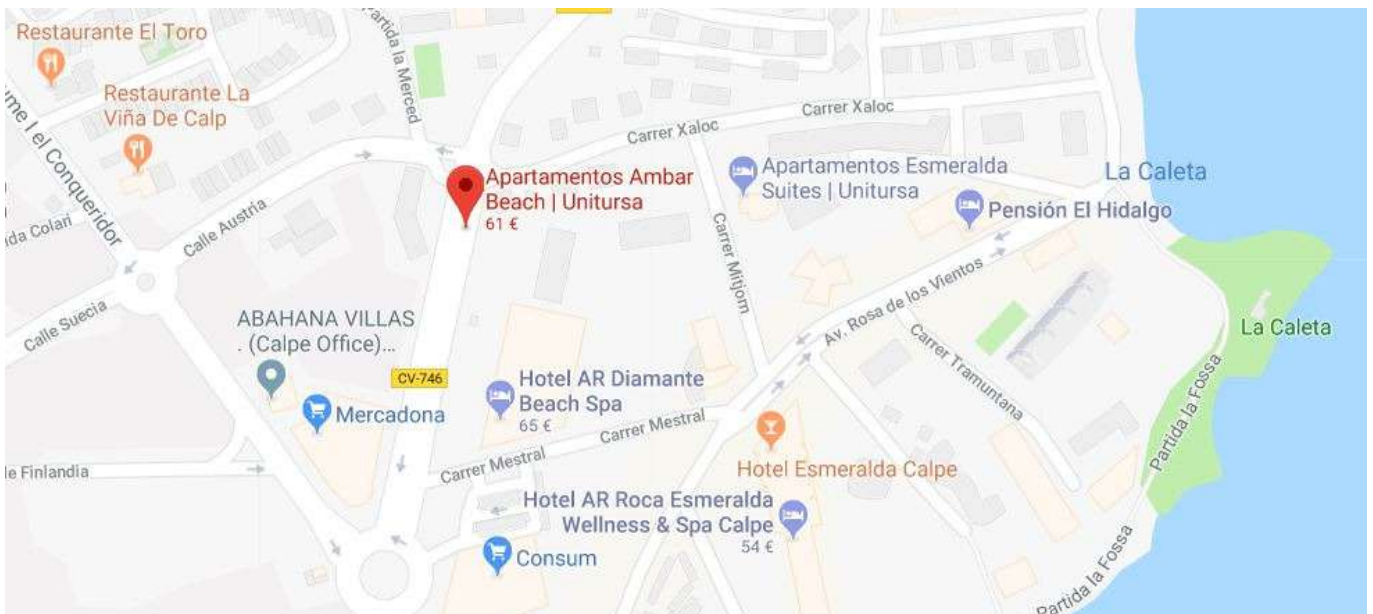 Restaurante El Toro
Restaurante La
Viña De Calp
ume I el Conqueridor
Partida la Merced
Carrer Xaloc
Carrer Xaloc
Apartamentos Ambar
Beach | Unitursa
61 €
Apartamentos Esmeralda
Suites | Unitursa
La Caleta
Pensión El Hidalgo
Calle Austria
da Colari
Calle Suecia
Carrer Mitjorn
Av. Rosa de los Vientos
La Caleta
ABAHANA VILLAS
. (Calpe Office)...
CV-746
Mercadona
Hotel AR Diamante
Beach Spa
65 €
Carrer Tramuntana
Partida la Fossa
Carrer Mestral
Carrer Mestral
Hotel Esmeralda Calpe
e Finlandia
Hotel AR Roca Esmeralda
Wellness & Spa Calpe
54 €
Consum
Partida la Fossa